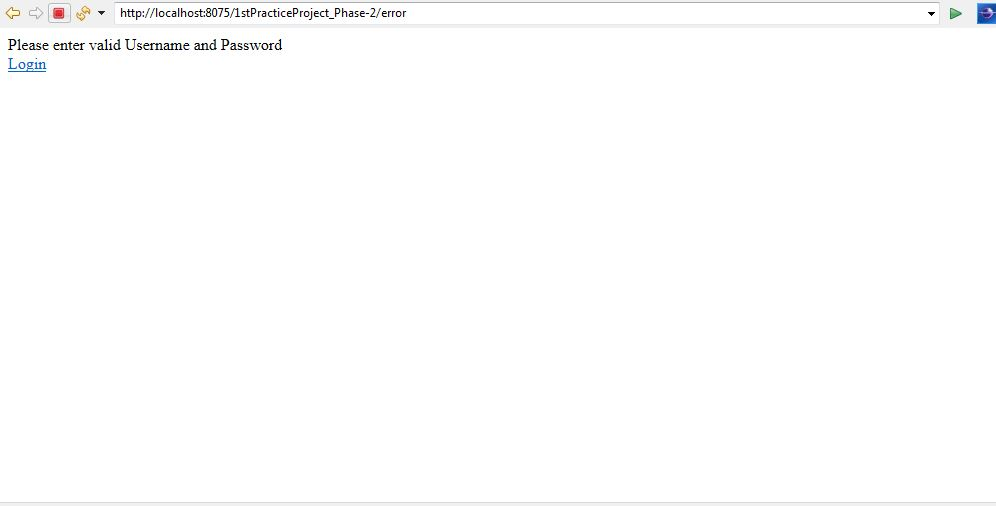 http://localhost:8075/1stPracticeProject_Phase-2/error
Please enter valid Username and Password
Login